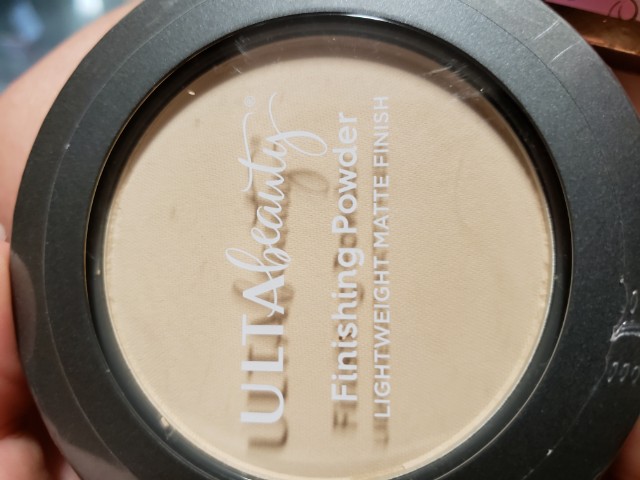 ULTAbeauty®
Finishing Powder
LIGHTWEIGHT MATTE FINISH